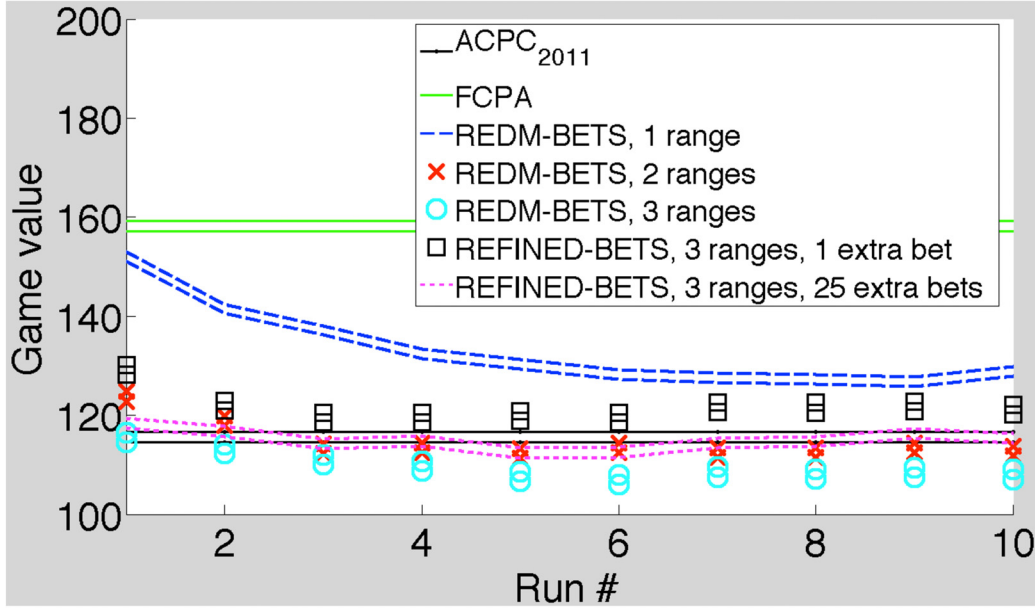 200
180
160
140
120
100
Game value
ACPC2011
FCPA
REDM-BETS, 1 range
REDM-BETS, 2 ranges
REDM-BETS, 3 ranges
REFINED-BETS, 3 ranges, 1 extra bet
REFINED-BETS, 3 ranges, 25 extra bets
2 4 6 8 10
Run #